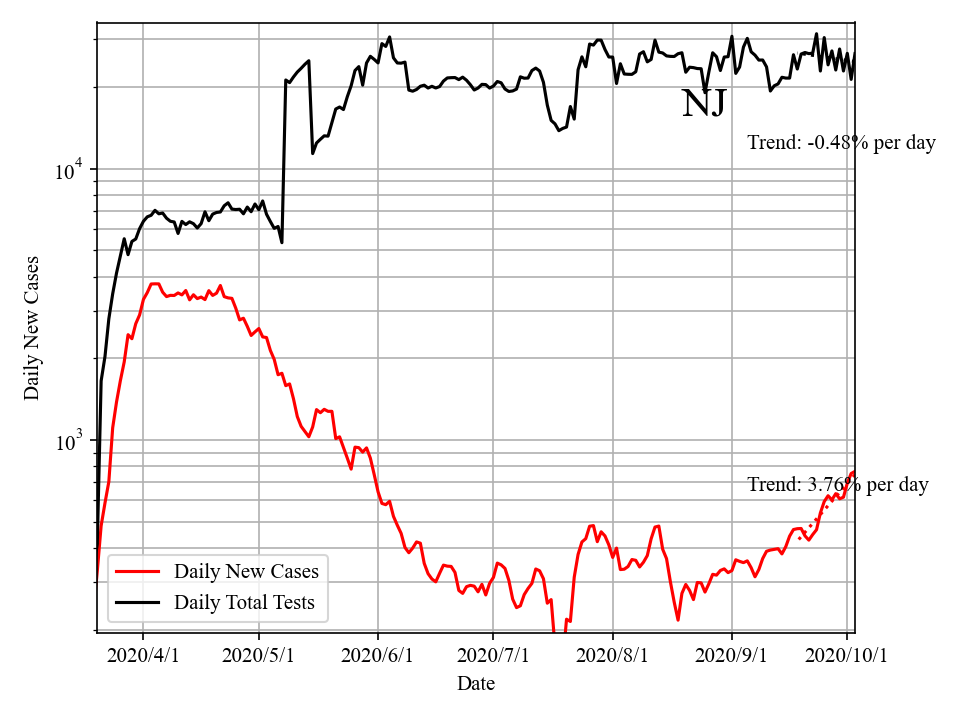 NJ
Trend: -0.48% per day
10^4
Daily New Cases
10^3
Trend: 3.76% per day
Daily New Cases
Daily Total Tests
2020/4/1 2020/5/1 2020/6/1 2020/7/1 2020/8/1 2020/9/1 2020/10/1
Date